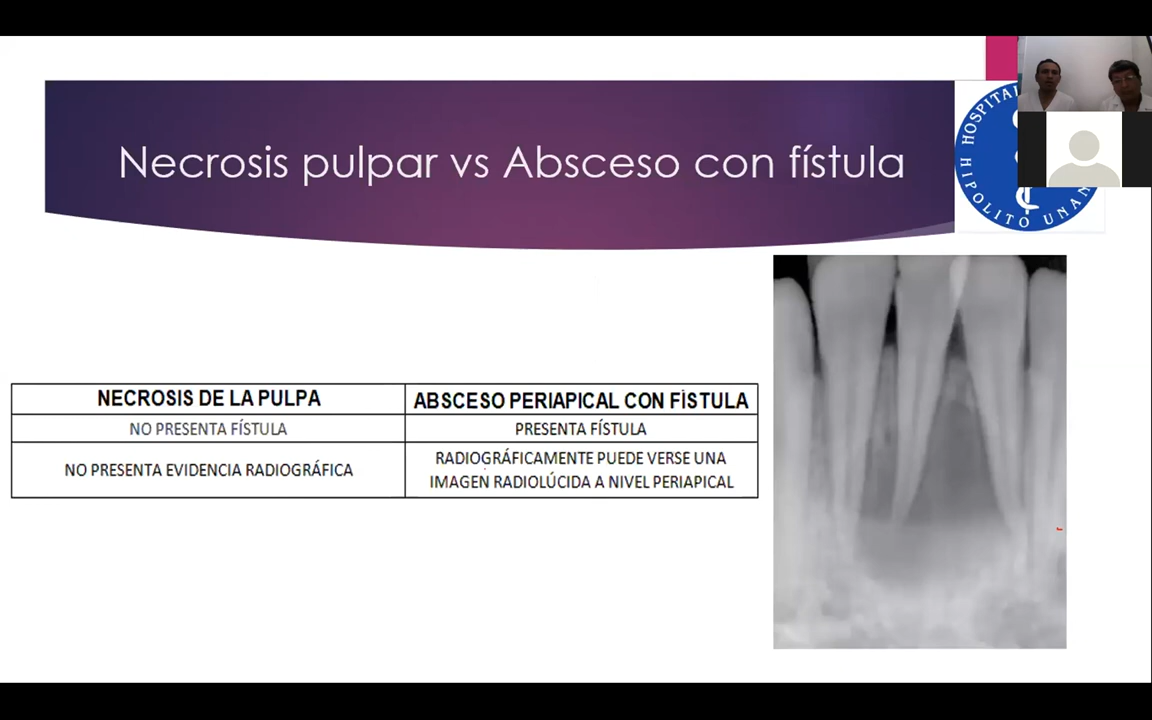 Necrosis pulpar vs Absceso con fístula
HOSPITAL
HIPOLITO UNAN
NECROSIS DE LA PULPA
ABSCESO PERIAPICAL CON FÍSTULA
NO PRESENTA FÍSTULA
PRESENTA FÍSTULA
NO PRESENTA EVIDENCIA RADIOGRÁFICA
RADIOGRÁFICAMENTE PUEDE VERSE UNA
IMAGEN RADIOLÚCIDA A NIVEL PERIAPICAL